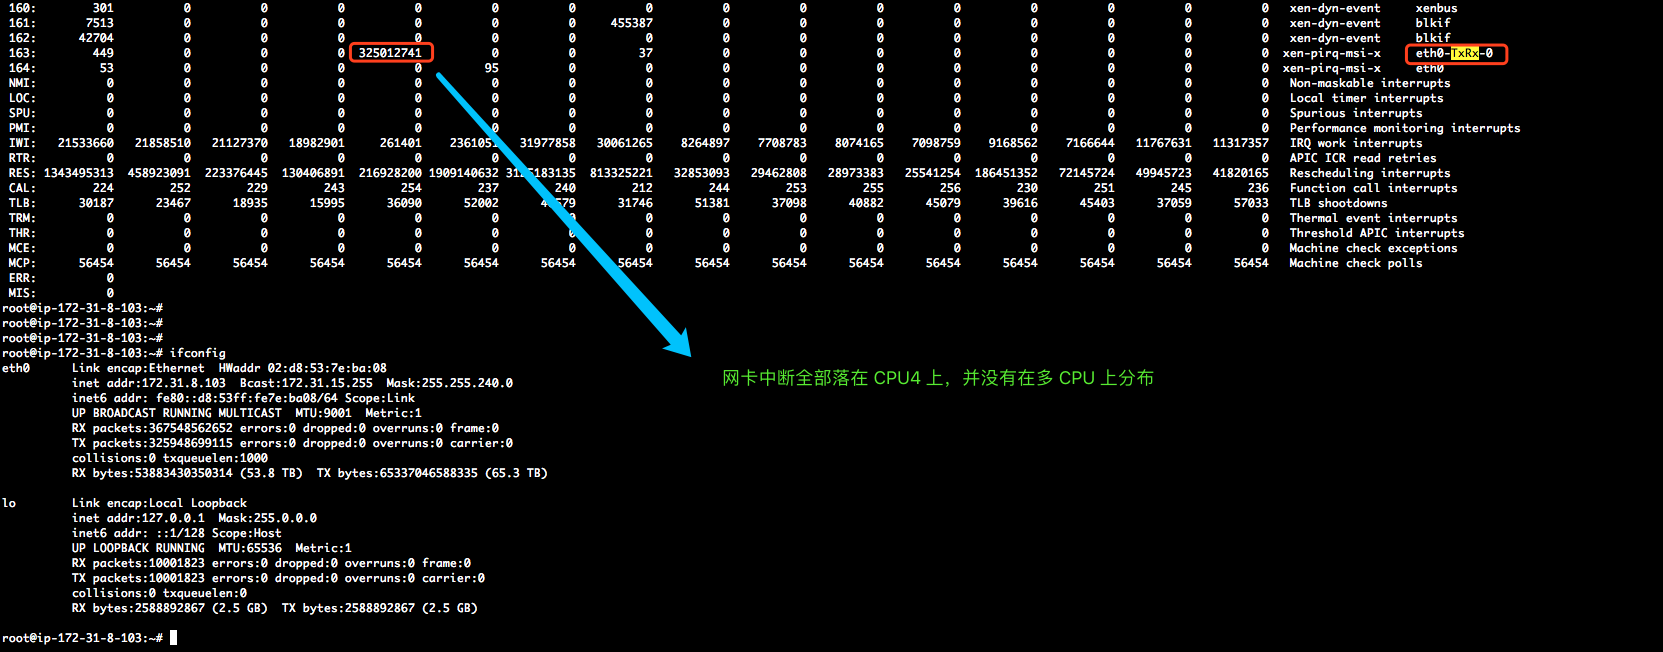 160: 301 0 0 0 0 0 0 0 0 0 0 0 0 0 0 0 xen-dyn-event xenbus
161: 7513 0 0 0 0 0 0 455387 0 0 0 0 0 0 0 0 xen-dyn-event blkif
162: 42704 0 0 0 0 0 0 0 0 0 0 0 0 0 0 0 xen-dyn-event blkif
163: 449 0 0 0 325012741 0 0 37 0 0 0 0 0 0 0 0 xen-pirq-msi-x eth0-TxRx-0
164: 53 0 0 0 0 95 0 0 0 0 0 0 0 0 0 0 xen-pirq-msi-x eth0
NMI: 0 0 0 0 0 0 0 0 0 0 0 0 0 0 0 0 Non-maskable interrupts
LOC: 0 0 0 0 0 0 0 0 0 0 0 0 0 0 0 0 Local timer interrupts
SPU: 0 0 0 0 0 0 0 0 0 0 0 0 0 0 0 0 Spurious interrupts
PMI: 0 0 0 0 0 0 0 0 0 0 0 0 0 0 0 0 Performance monitoring interrupts
IWI: 21533660 21858510 21127370 18982901 261401 2361051 31977858 30061265 8264897 7708783 8074165 7098759 9168562 7166644 11767631 11317357 IRQ work interrupts
RTR: 0 0 0 0 0 0 0 0 0 0 0 0 0 0 0 0 APIC ICR read retries
RES: 1343495313 458923091 223376445 130406891 216928200 1909140632 813325221 32853093 29462808 28973383 25541254 186451352 72145724 49945723 41820165 Rescheduling interrupts
CAL: 224 252 229 243 254 237 240 212 244 253 255 256 230 251 245 236 Function call interrupts
TLB: 30187 23467 18935 15995 36090 52002 31746 51381 37098 40882 45079 39616 45403 37059 57033 TLB shootdowns
TRM: 0 0 0 0 0 0 0 0 0 0 0 0 0 0 0 0 Thermal event interrupts
THR: 0 0 0 0 0 0 0 0 0 0 0 0 0 0 0 0 Threshold APIC interrupts
MCE: 0 0 0 0 0 0 0 0 0 0 0 0 0 0 0 0 Machine check exceptions
MCP: 56454 56454 56454 56454 56454 56454 56454 56454 56454 56454 56454 56454 56454 56454 56454 56454 Machine check polls
ERR: 0
MIS: 0
root@ip-172-31-8-103:~#
root@ip-172-31-8-103:~#
root@ip-172-31-8-103:~#
root@ip-172-31-8-103:~# ifconfig
eth0 Link encap:Ethernet HWaddr 02:d8:53:7e:ba:08
inet addr:172.31.8.103 Bcast:172.31.15.255 Mask:255.255.240.0
inet6 addr: fe80::d8:53ff:fe7e:ba08/64 Scope:Link
UP BROADCAST RUNNING MULTICAST MTU:9001 Metric:1
RX packets:367548562652 errors:0 dropped:0 overruns:0 frame:0
TX packets:325948699115 errors:0 dropped:0 overruns:0 carrier:0
collisions:0 txqueuelen:1000
RX bytes:53883430350314 (53.8 TB) TX bytes:65337046588335 (65.3 TB)
网卡中断全部落在 CPU4 上，并没有在多 CPU 上分布
lo Link encap:Local Loopback
inet addr:127.0.0.1 Mask:255.0.0.0
inet6 addr: ::1/128 Scope:Host
UP LOOPBACK RUNNING MTU:65536 Metric:1
RX packets:10001823 errors:0 dropped:0 overruns:0 frame:0
TX packets:10001823 errors:0 dropped:0 overruns:0 carrier:0
collisions:0 txqueuelen:0
RX bytes:2588892867 (2.5 GB) TX bytes:2588892867 (2.5 GB)
root@ip-172-31-8-103:~#